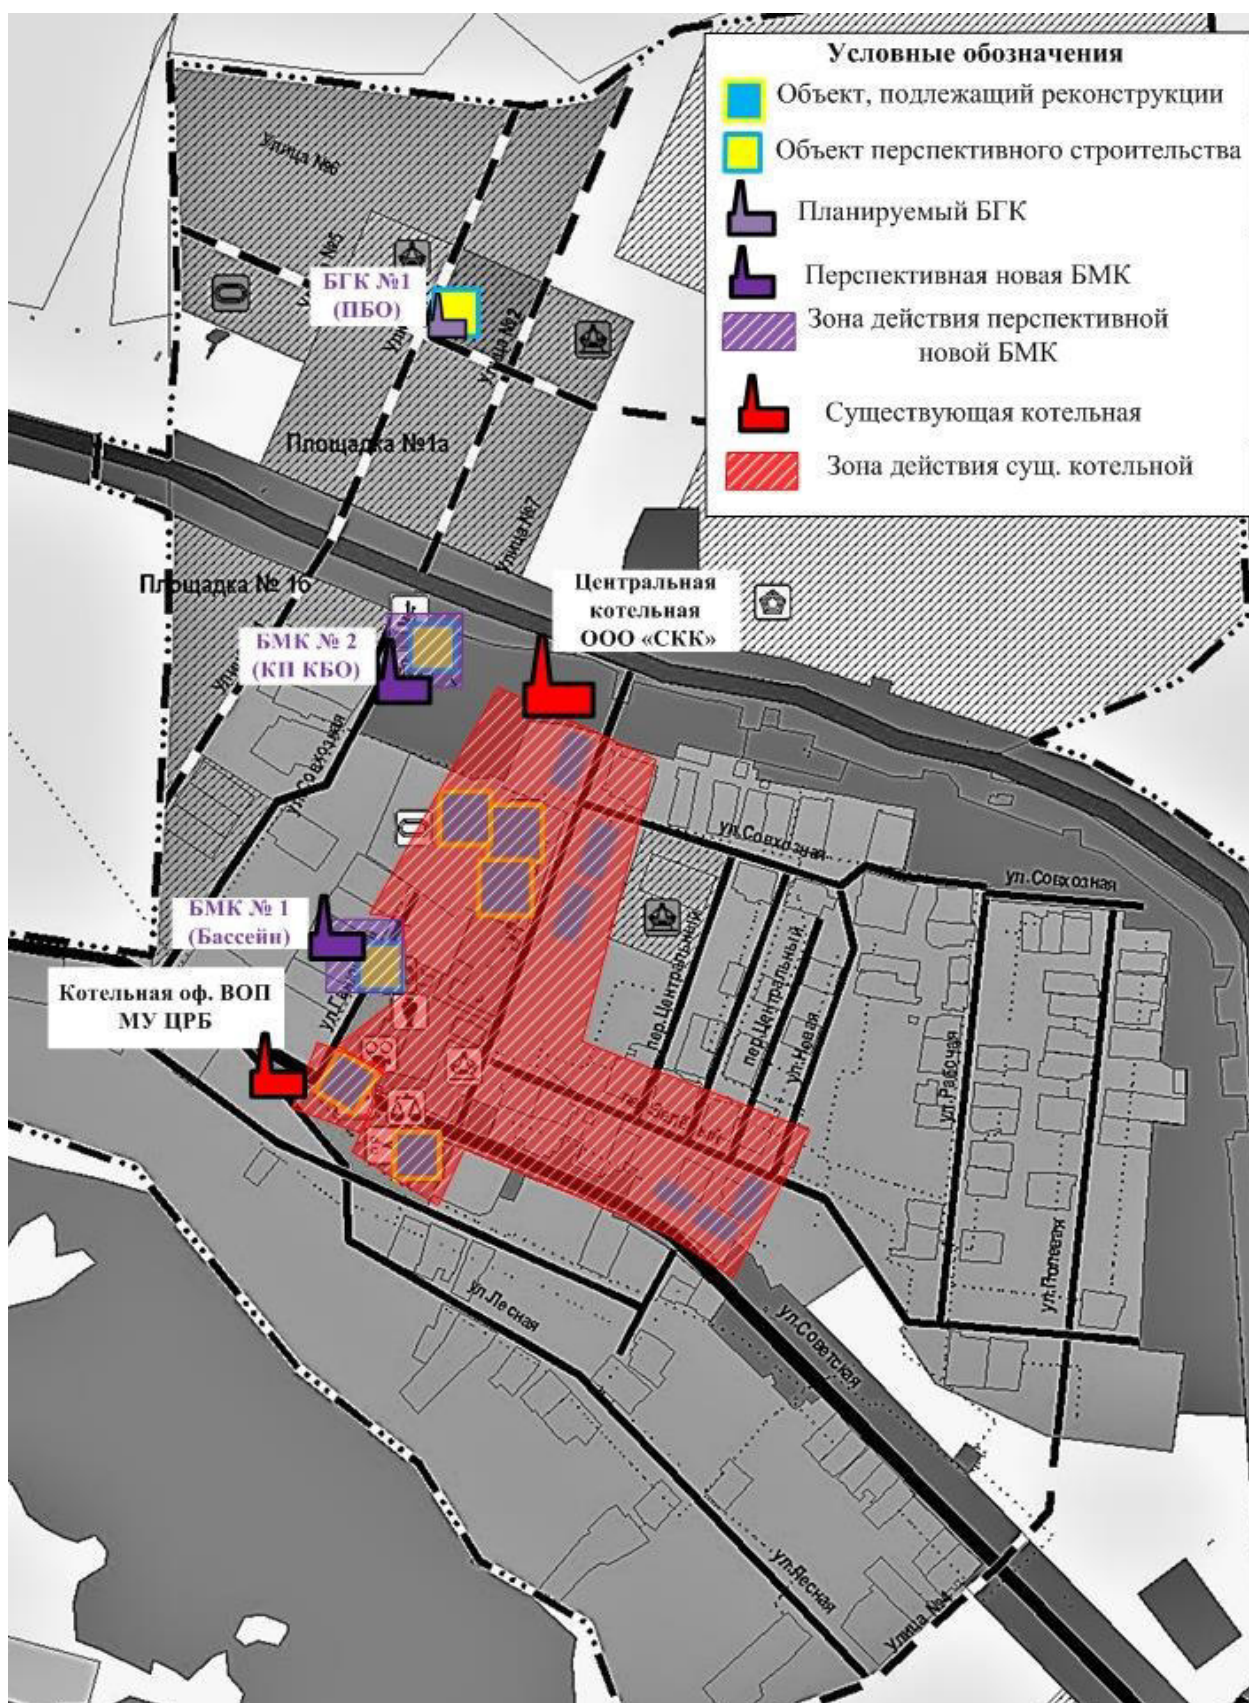 Условные обозначения
Объект, подлежащий реконструкции
Объект перспективного строительства
Планируемый БГК
Перспективная новая БМК
Зона действия перспективной
новой БМК
Существующая котельная
Зона действия сущ. котельной
Улица №6
№5
БГК №1
(ПБО)
Улица №2
Площадка №1а
Улица №7
Площадка № 1б
Центральная
котельная
ООО «СКК»
БМК № 2
(КП КБО)
ул.Совхозная
ул.Совхозная
ул.Совхозная
БМК № 1
(Бассейн)
Котельная оф. ВОП
МУ ЦРБ
пер.Центральный
пер.Центральный
ул.Новая
ул.Рабочая
ул.Полевая
ул.Лесная
ул.Советская
ул.Лесная
Улица №4